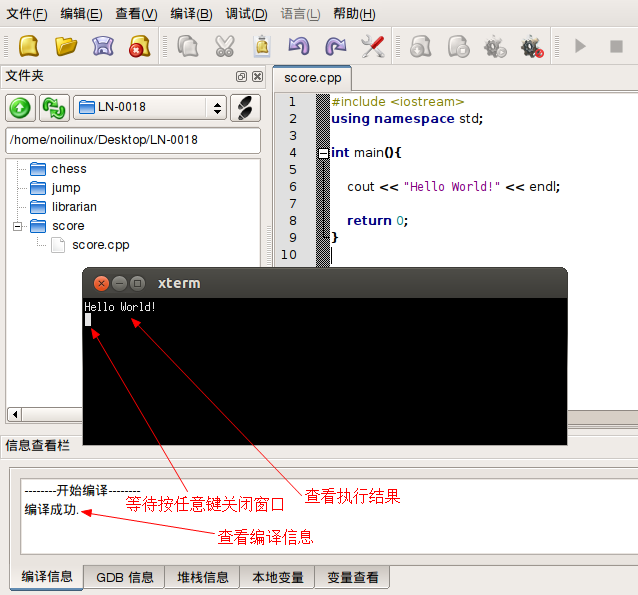 文件(F) 编辑(E) 查看(V) 编译(B) 调试(D) 语言(L) 帮助(H)
文件夹
LN-0018
/home/noilinux/Desktop/LN-0018
chess
jump
librarian
score
score.cpp
score.cpp
1 #include <iostream>
2 using namespace std;
3
4 int main(){
5
6 cout << "Hello World!" << endl;
7
8 return 0;
9 }
10
xterm
Hello World!
等待按任意键关闭窗口
查看执行结果
信息查看栏
--------开始编译--------
编译成功.
查看编译信息
编译信息 GDB 信息 堆栈信息 本地变量 变量查看